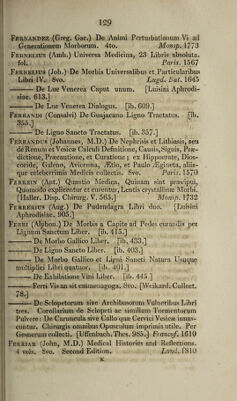 129
FERNANDEZ (Greg. Gar.) De Animi Perturbationum Vi ad
Generationem Morborum. 4to. Monsp. 1773
FERNELIUS (Amb.) Universa Medicina, 23 Libris absoluta.
fol. Paris. 1567
FERNELIUS (Joh.) De Morbis Universalibus et Particularibus
Libri IV. 8vo. Lugd. Bat. 1645
——— De Lue Venerea Caput unum. [Luisini Aphrodi-
siac. 613.]
——— De Lue Venerea Dialogus. [ib. 609.]
FERRANDI (Consalvi) De Guajacano Ligno Tractatus. [ib.
355.]
——— De Ligno Sancto Tractatus. [ib. 357.]
FERRANDUS (Johannes, M.D.) De Nephrisis et Lithiasis, seu
de Renum et Vesicæ Calculi Definitione, Causis, Signis, Præ-
dictione, Præcautione, et Curatione; ex Hippocrate, Dios-
coride, Galeno, Avicenna, Ætio, et Paulo Ægineta, aliis-
que celeberrimis Medicis collectis. 8vo. Paris. 1570
FERREIN (Ant.) Quæstio Medica, Quinam sint præcipui,
Quomodo explicentur et curentur, Lentis crystallinæ Morbi.
[Haller. Disp. Chirurg. V. 565.] Monsp. 1732
FERRERIUS (Aug.) De Pudendagra Libri duo. [Luisini
Aphrodisiac. 905.]
FERRI (Alphon.) De Morbis a Capite ad Pedes curandis per
Lignum Sanctum Liber. [ib. 415.]
——— De Morbo Gallico Liber. [ib. 433.]
——— De Ligno Sancto Liber. [ib. 403.]
——— De Morbo Gallico et Ligni Sancti Natura Usuque
multiplici Libri quatuor. [ib. 401.]
——— De Exhibitione Vini Liber. [ib. 445.]
——— Ferri Vis an sit emmenagoga. 8vo. [Weikard. Collect.
78.]
——— De Sclopetorum sive Archibusorum Vulneribus Libri
tres. Corollarium de Sclopeti ac similium Tormentorum
Pulvere: De Caruncula sive Callo quæ Cervici Vesicæ innas-
cuntur. Chirurgis omnibus Opusculum imprimis utile. Per
Gesnerum collecti. [Uffenbach. Thes. 985.] Francof. 1610
FERRIAR (John, M.D.) Medical Histories and Reflections.
4 vols. 8vo. Second Edition. Lond. 1810
K